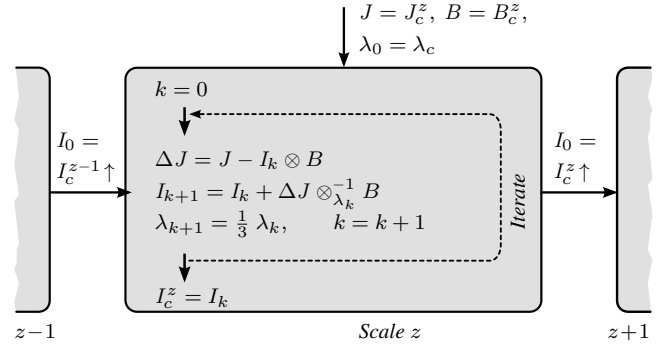 J = J_c^z, B = B_c^z,
λ_0 = λ_c
k = 0
I_0 =
I_c^{z−1}↑
ΔJ = J − I_k ⊗ B
I_{k+1} = I_k + ΔJ ⊗_{λ_k}^{−1} B
λ_{k+1} = 1/3 λ_k, k = k + 1
Iterate
I_0 =
I_c^z↑
I_c^z = I_k
z−1
Scale z
z+1